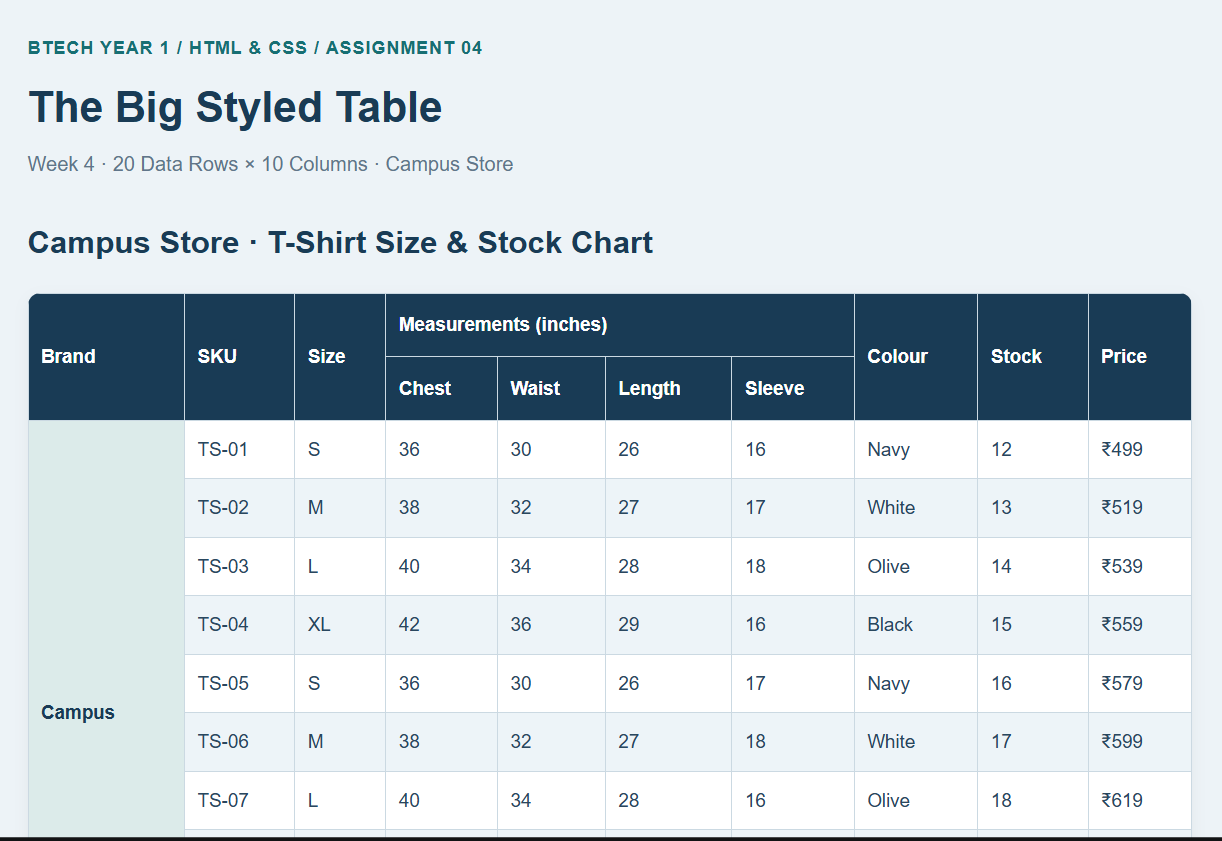 BTECH YEAR 1 / HTML & CSS / ASSIGNMENT 04
The Big Styled Table
Week 4 · 20 Data Rows × 10 Columns · Campus Store
Campus Store · T-Shirt Size & Stock Chart
Brand SKU Size Measurements (inches) Colour Stock Price
Chest Waist Length Sleeve
TS-01 S 36 30 26 16 Navy 12 ₹499
TS-02 M 38 32 27 17 White 13 ₹519
TS-03 L 40 34 28 18 Olive 14 ₹539
TS-04 XL 42 36 29 16 Black 15 ₹559
TS-05 S 36 30 26 17 Navy 16 ₹579
Campus
TS-06 M 38 32 27 18 White 17 ₹599
TS-07 L 40 34 28 16 Olive 18 ₹619